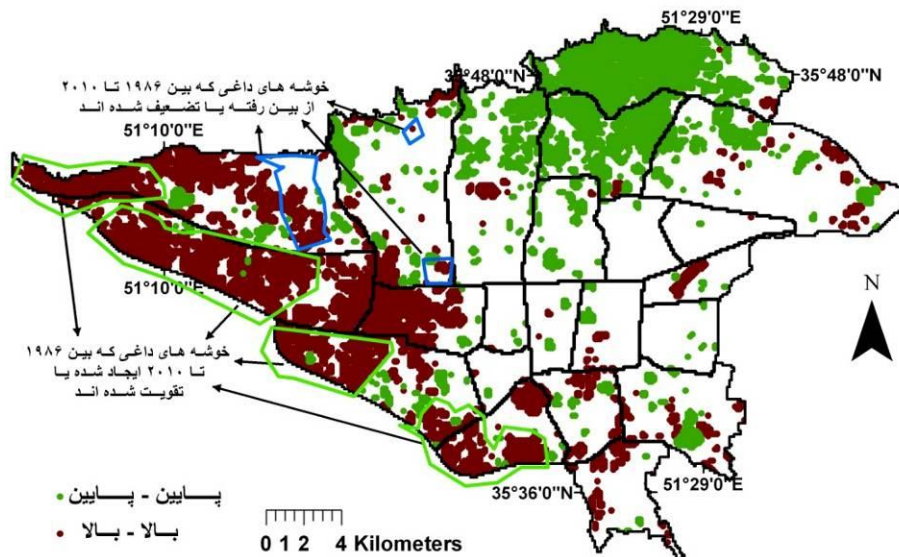 51°29'0"E
35°48'0"N
35°48'0"N
خوشه های داغی که بین ۱۹۸۶ تا ۲۰۱۰
از بین رفته یا تضعیف شده اند
51°10'0"E
51°10'0"E
N
خوشه های داغی که بین ۱۹۸۶
تا ۲۰۱۰ ایجاد شده یا
تقویت شده اند
پایین - پایین
بالا - بالا
35°36'0"N
51°29'0"E
0 1 2 4 Kilometers